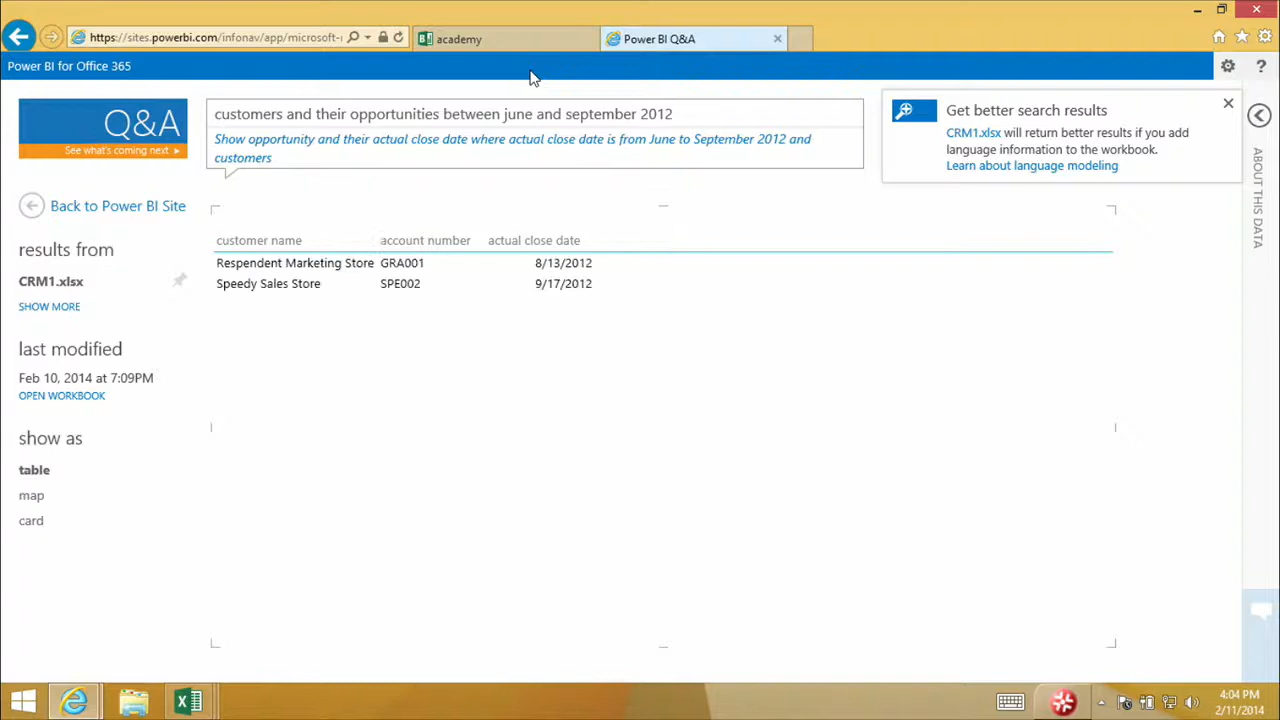 https://sites.powerbi.com/infonav/app/microsoft-
academy
Power BI Q&A
Power BI for Office 365
Q&A
See what's coming next
customers and their opportunities between june and september 2012
Show opportunity and their actual close date where actual close date is from June to September 2012 and
customers
Get better search results
CRM1.xlsx will return better results if you add
language information to the workbook.
Learn about language modeling
ABOUT THIS DATA
Back to Power BI Site
results from
CRM1.xlsx
SHOW MORE
last modified
Feb 10, 2014 at 7:09PM
OPEN WORKBOOK
show as
table
map
card
customer name account number actual close date
Respendent Marketing Store GRA001 8/13/2012
Speedy Sales Store SPE002 9/17/2012
4:04 PM
2/11/2014